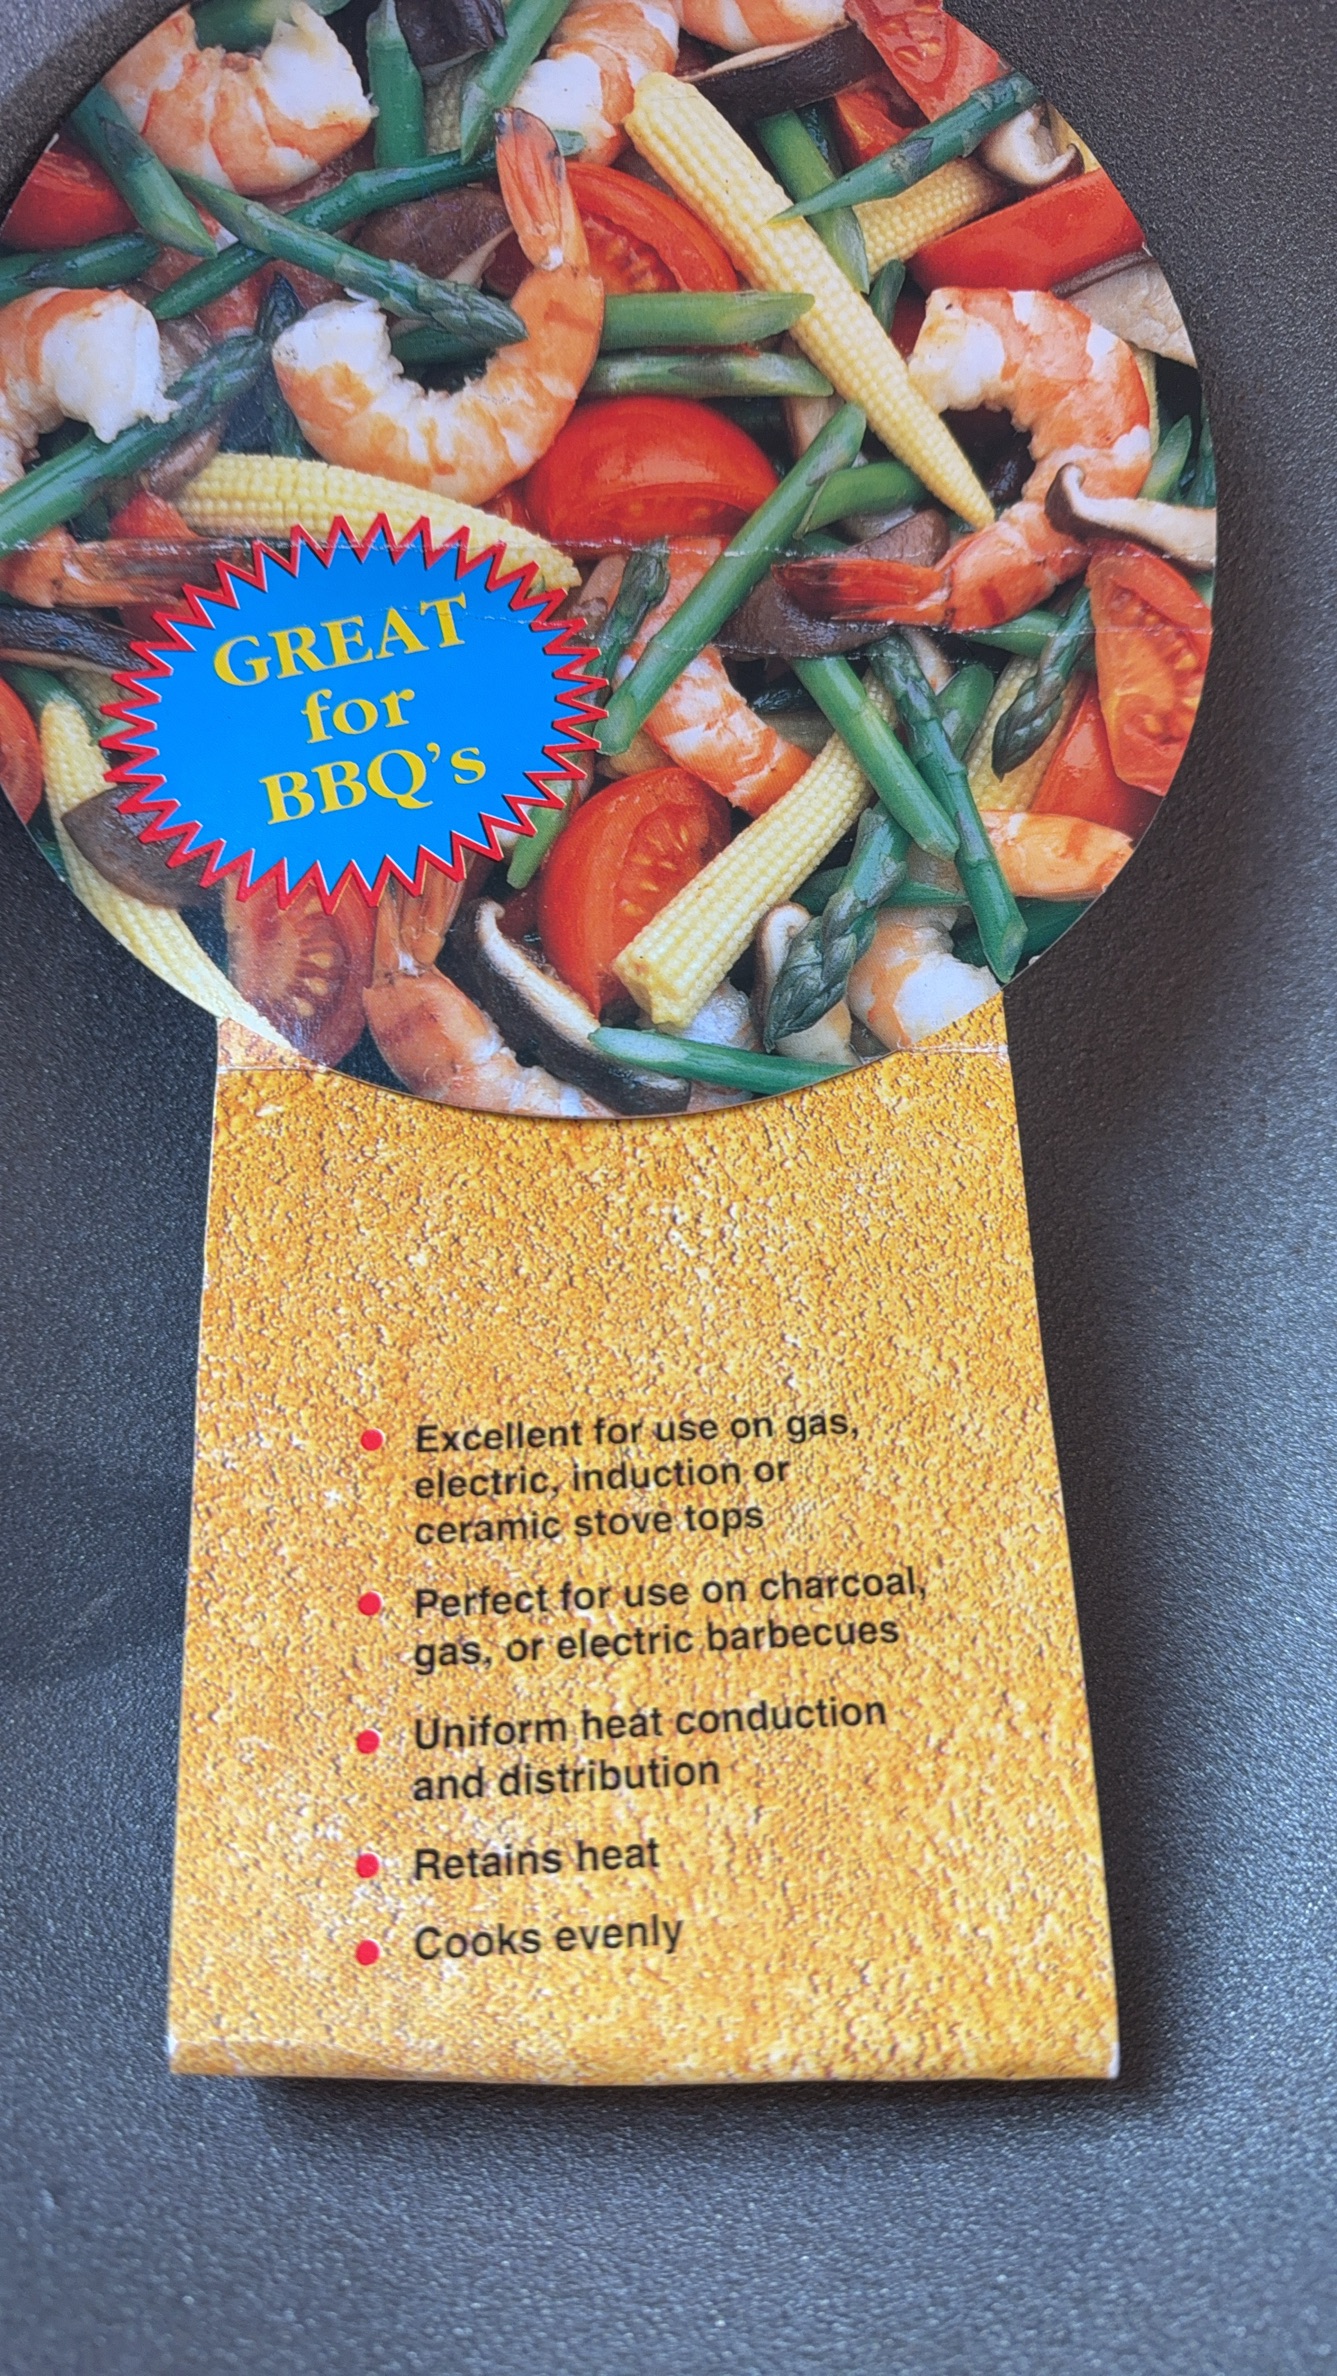 GREAT
for
BBQ's
Excellent for use on gas,
electric, induction or
ceramic stove tops
Perfect for use on charcoal,
gas, or electric barbecues
Uniform heat conduction
and distribution
Retains heat
Cooks evenly